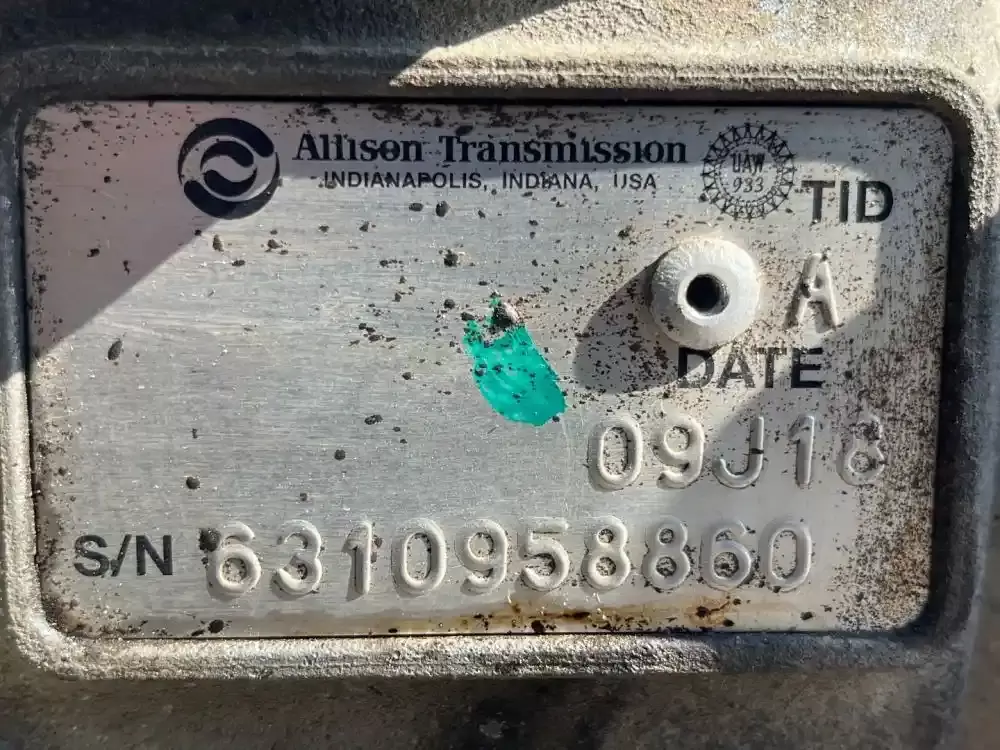 Allison Transmission
INDIANAPOLIS, INDIANA, USA
UAW
933
TID
A
DATE
09J18
S/N 6310958860